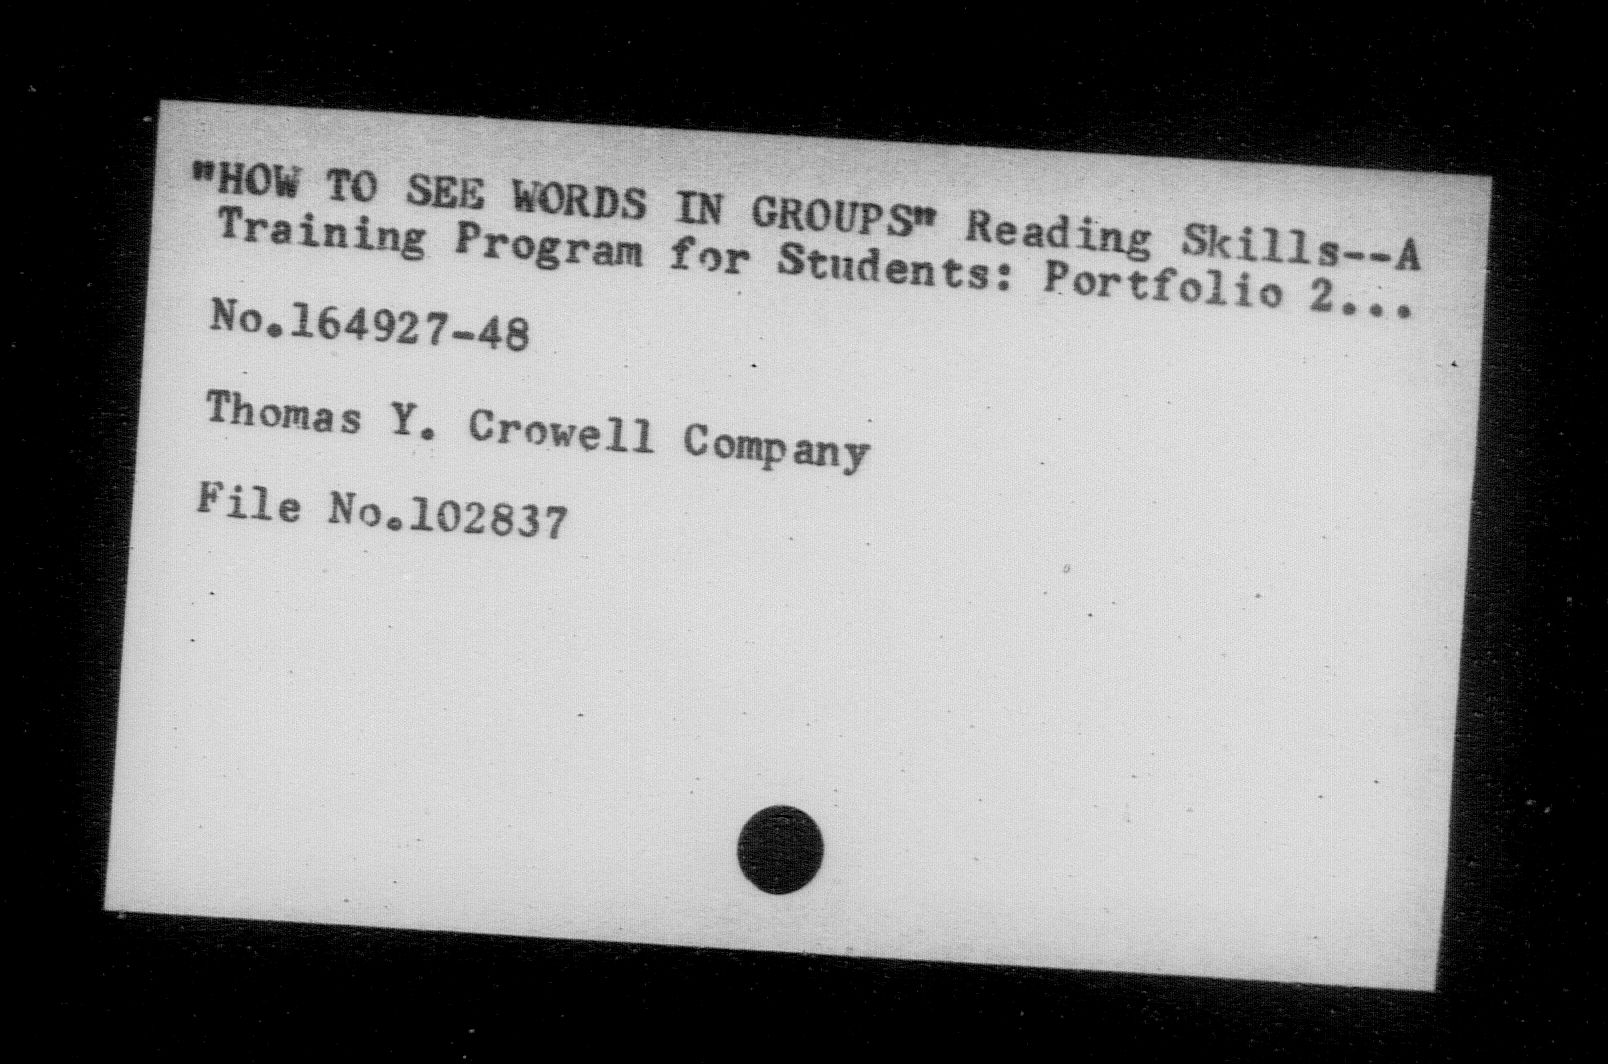 "HOW TO SEE WORDS IN GROUPS" Reading Skills--A
Training Program for Students: Portfolio 2...
No.164927-48
Thomas Y. Crowell Company
File No.102837